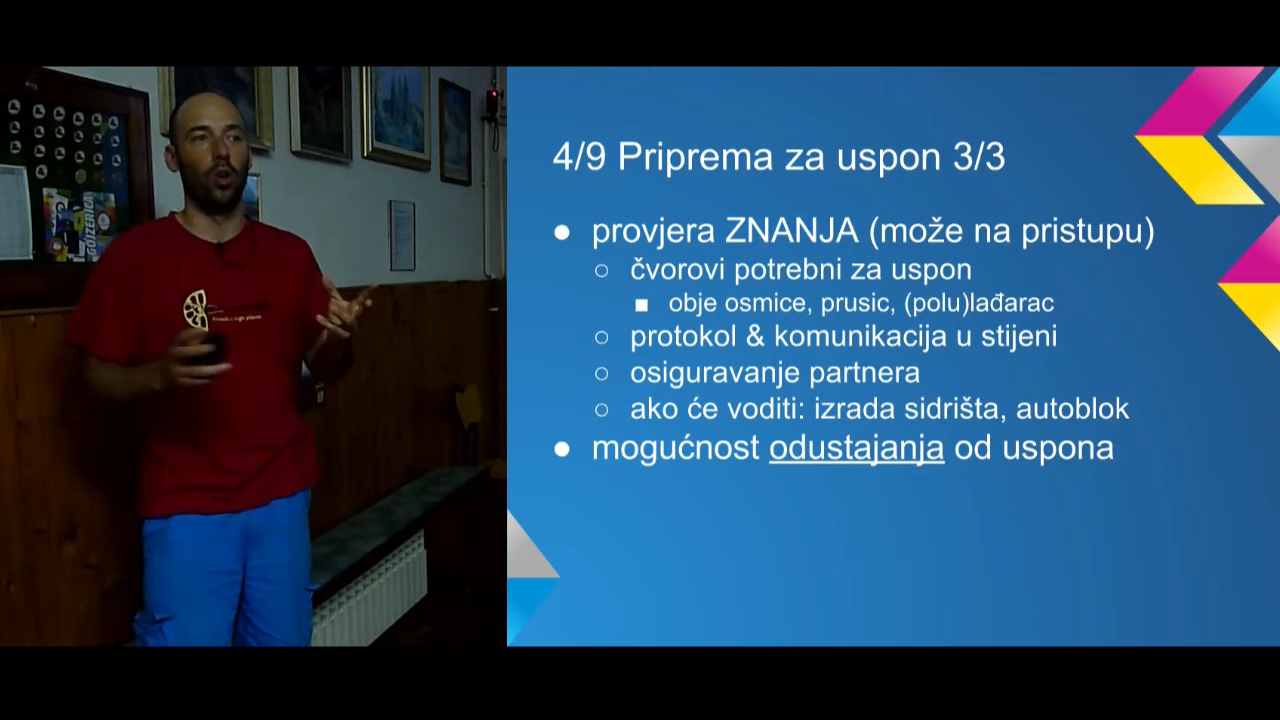 4/9 Priprema za uspon 3/3
● provjera ZNANJA (može na pristupu)
○ čvorovi potrebni za uspon
■ obje osmice, prusic, (polu)lađarac
○ protokol & komunikacija u stijeni
○ osiguravanje partnera
○ ako će voditi: izrada sidrišta, autoblok
● mogućnost odustajanja od uspona
GOJZERICA